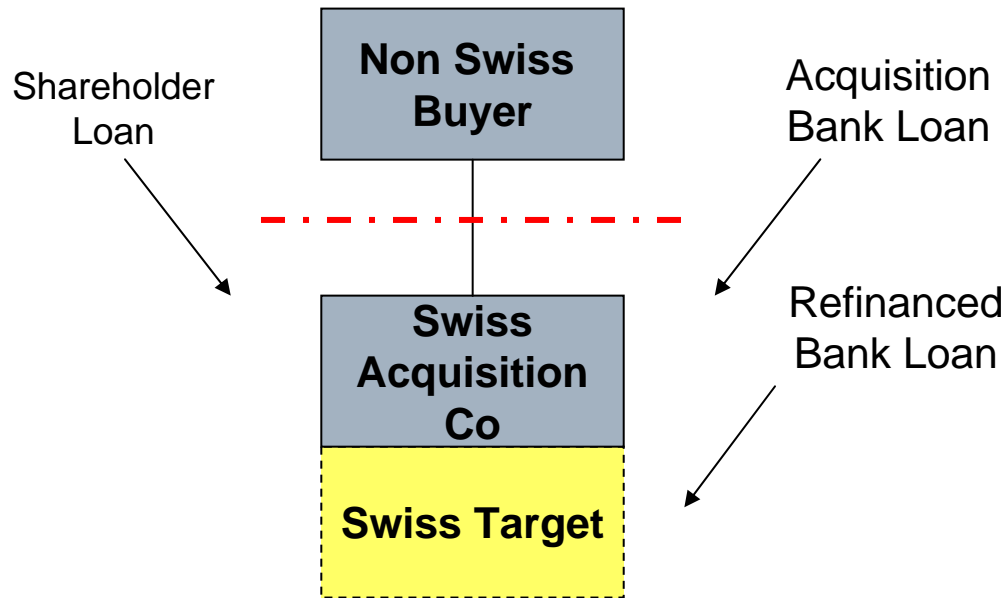 Non Swiss
Buyer
Shareholder
Loan
Acquisition
Bank Loan
Swiss
Acquisition
Co
Refinanced
Bank Loan
Swiss Target